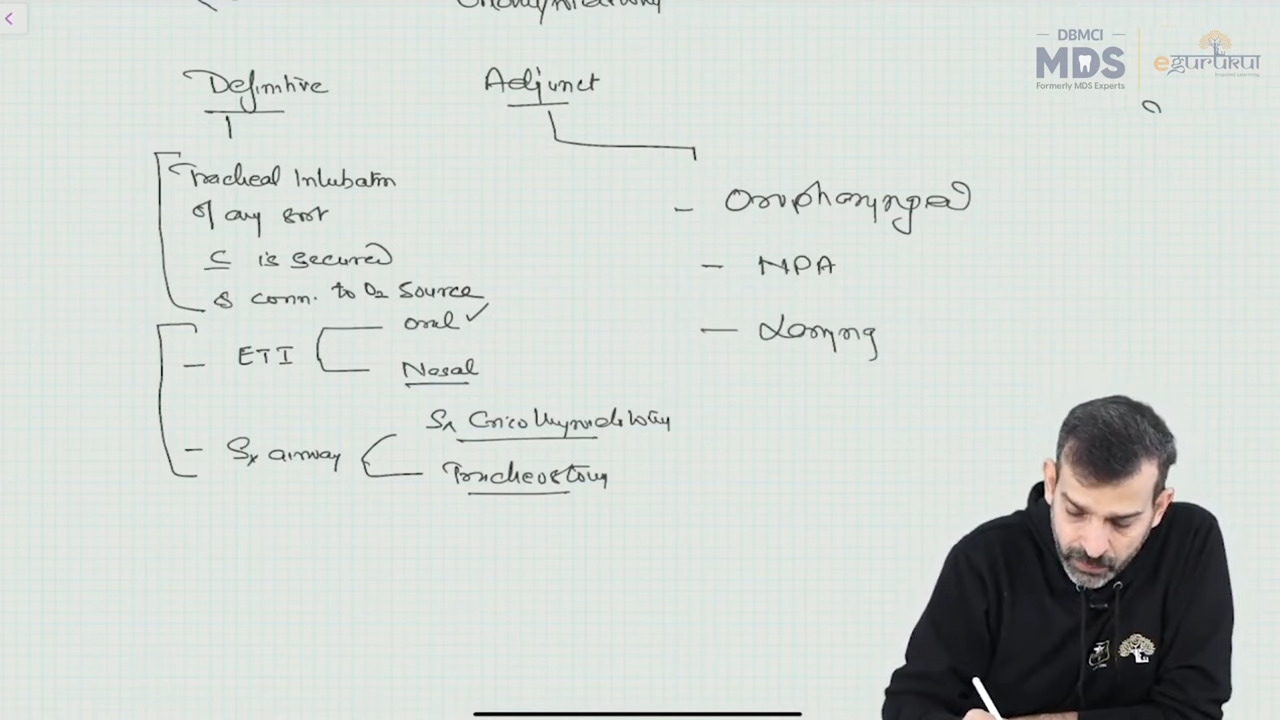 Definitive
Adjunct
Tracheal Intubatn
of any sort
C̲ is secured
& conn. to O2 source
- ETI
oral ✓
Nasal
- Sx airway
Sx Cricothyroidotomy
Tracheostomy
- Oropharyngeal
- NPA
- Laryng
DBMCI
MDS
Formerly MDS Experts
eGurukul